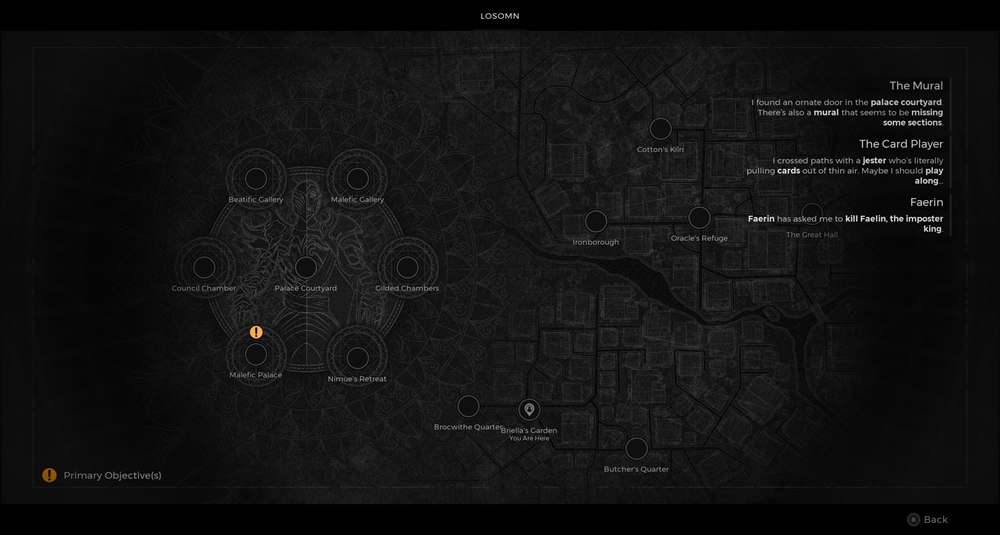 LOSOMN
The Mural
I found an ornate door in the palace courtyard.
There's also a mural that seems to be missing
some sections.
The Card Player
I crossed paths with a jester who's literally
pulling cards out of thin air. Maybe I should play
along...
Faerin
Faerin has asked me to kill Faelin, the imposter
king.
The Great Hall
Cotton's Kiln
Ironborough
Oracle's Refuge
Beatific Gallery
Malefic Gallery
Council Chamber
Palace Courtyard
Gilded Chambers
Malefic Palace
Nimue's Retreat
Brocwithe Quarter
Briella's Garden
You Are Here
Butcher's Quarter
! Primary Objective(s)
B Back